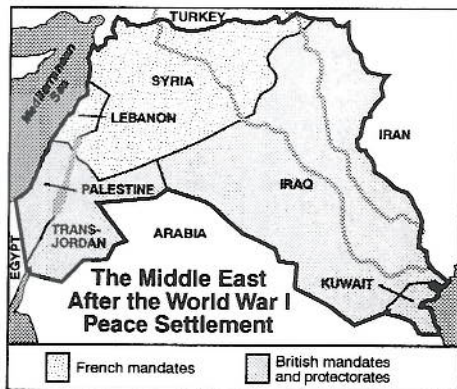 TURKEY
Mediterranean
Sea
SYRIA
LEBANON
IRAN
PALESTINE
IRAQ
TRANS-
JORDAN
ARABIA
EGYPT
KUWAIT
The Middle East
After the World War I
Peace Settlement
French mandates
British mandates
and protectorates